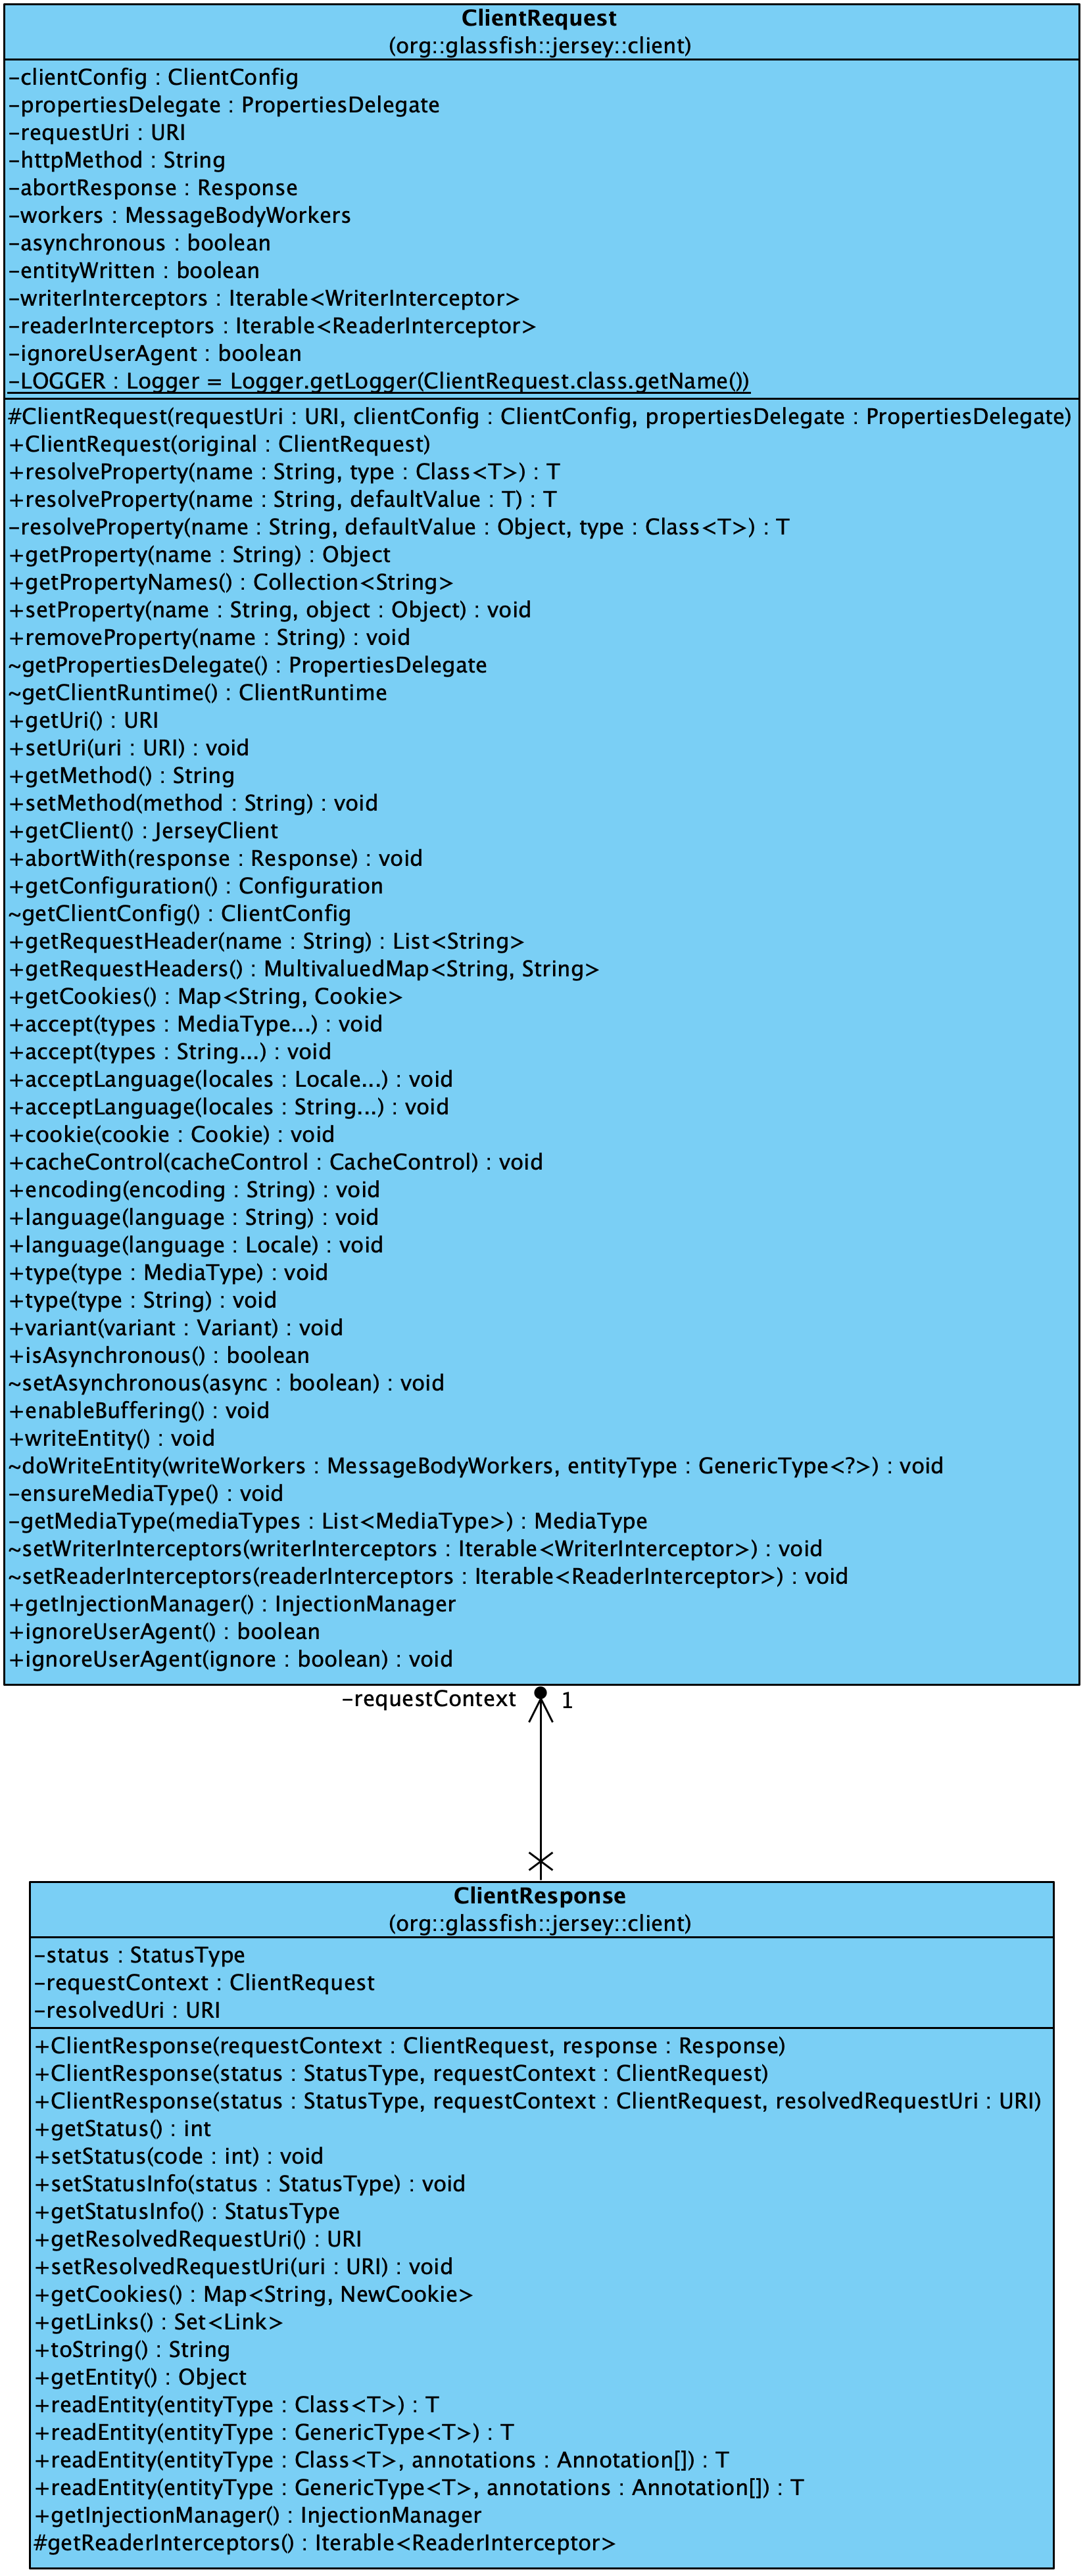 ClientRequest
(org::glassfish::jersey::client)
-clientConfig : ClientConfig
-propertiesDelegate : PropertiesDelegate
-requestUri : URI
-httpMethod : String
-abortResponse : Response
-workers : MessageBodyWorkers
-asynchronous : boolean
-entityWritten : boolean
-writerInterceptors : Iterable<WriterInterceptor>
-readerInterceptors : Iterable<ReaderInterceptor>
-ignoreUserAgent : boolean
-LOGGER : Logger = Logger.getLogger(ClientRequest.class.getName())
#ClientRequest(requestUri : URI, clientConfig : ClientConfig, propertiesDelegate : PropertiesDelegate)
+ClientRequest(original : ClientRequest)
+resolveProperty(name : String, type : Class<T>) : T
+resolveProperty(name : String, defaultValue : T) : T
-resolveProperty(name : String, defaultValue : Object, type : Class<T>) : T
+getProperty(name : String) : Object
+getPropertyNames() : Collection<String>
+setProperty(name : String, object : Object) : void
+removeProperty(name : String) : void
~getPropertiesDelegate() : PropertiesDelegate
~getClientRuntime() : ClientRuntime
+getUri() : URI
+setUri(uri : URI) : void
+getMethod() : String
+setMethod(method : String) : void
+getClient() : JerseyClient
+abortWith(response : Response) : void
+getConfiguration() : Configuration
~getClientConfig() : ClientConfig
+getRequestHeader(name : String) : List<String>
+getRequestHeaders() : MultivaluedMap<String, String>
+getCookies() : Map<String, Cookie>
+accept(types : MediaType...) : void
+accept(types : String...) : void
+acceptLanguage(locales : Locale...) : void
+acceptLanguage(locales : String...) : void
+cookie(cookie : Cookie) : void
+cacheControl(cacheControl : CacheControl) : void
+encoding(encoding : String) : void
+language(language : String) : void
+language(language : Locale) : void
+type(type : MediaType) : void
+type(type : String) : void
+variant(variant : Variant) : void
+isAsynchronous() : boolean
~setAsynchronous(async : boolean) : void
+enableBuffering() : void
+writeEntity() : void
~doWriteEntity(writeWorkers : MessageBodyWorkers, entityType : GenericType<?>) : void
-ensureMediaType() : void
-getMediaType(mediaTypes : List<MediaType>) : MediaType
~setWriterInterceptors(writerInterceptors : Iterable<WriterInterceptor>) : void
~setReaderInterceptors(readerInterceptors : Iterable<ReaderInterceptor>) : void
+getInjectionManager() : InjectionManager
+ignoreUserAgent() : boolean
+ignoreUserAgent(ignore : boolean) : void
-requestContext 1
ClientResponse
(org::glassfish::jersey::client)
-status : StatusType
-requestContext : ClientRequest
-resolvedUri : URI
+ClientResponse(requestContext : ClientRequest, response : Response)
+ClientResponse(status : StatusType, requestContext : ClientRequest)
+ClientResponse(status : StatusType, requestContext : ClientRequest, resolvedRequestUri : URI)
+getStatus() : int
+setStatus(code : int) : void
+setStatusInfo(status : StatusType) : void
+getStatusInfo() : StatusType
+getResolvedRequestUri() : URI
+setResolvedRequestUri(uri : URI) : void
+getCookies() : Map<String, NewCookie>
+getLinks() : Set<Link>
+toString() : String
+getEntity() : Object
+readEntity(entityType : Class<T>) : T
+readEntity(entityType : GenericType<T>) : T
+readEntity(entityType : Class<T>, annotations : Annotation[]) : T
+readEntity(entityType : GenericType<T>, annotations : Annotation[]) : T
+getInjectionManager() : InjectionManager
#getReaderInterceptors() : Iterable<ReaderInterceptor>